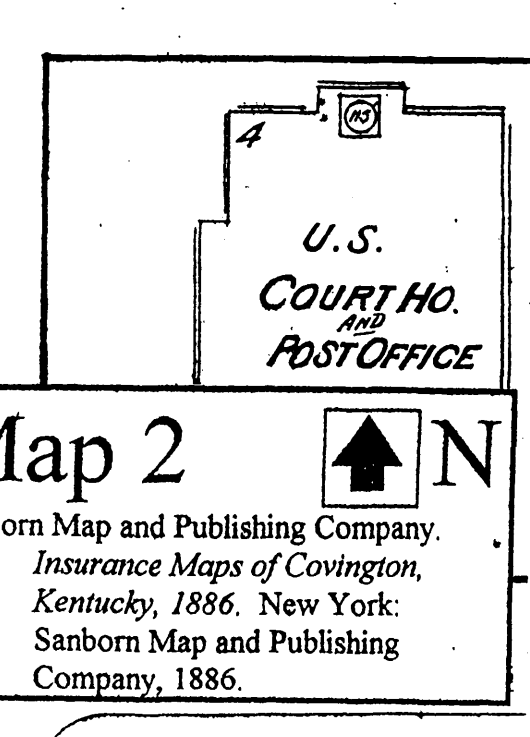 4
U.S.
COURT HO.
AND
POST OFFICE
Map 2
N
orn Map and Publishing Company.
Insurance Maps of Covington,
Kentucky, 1886. New York:
Sanborn Map and Publishing
Company, 1886.